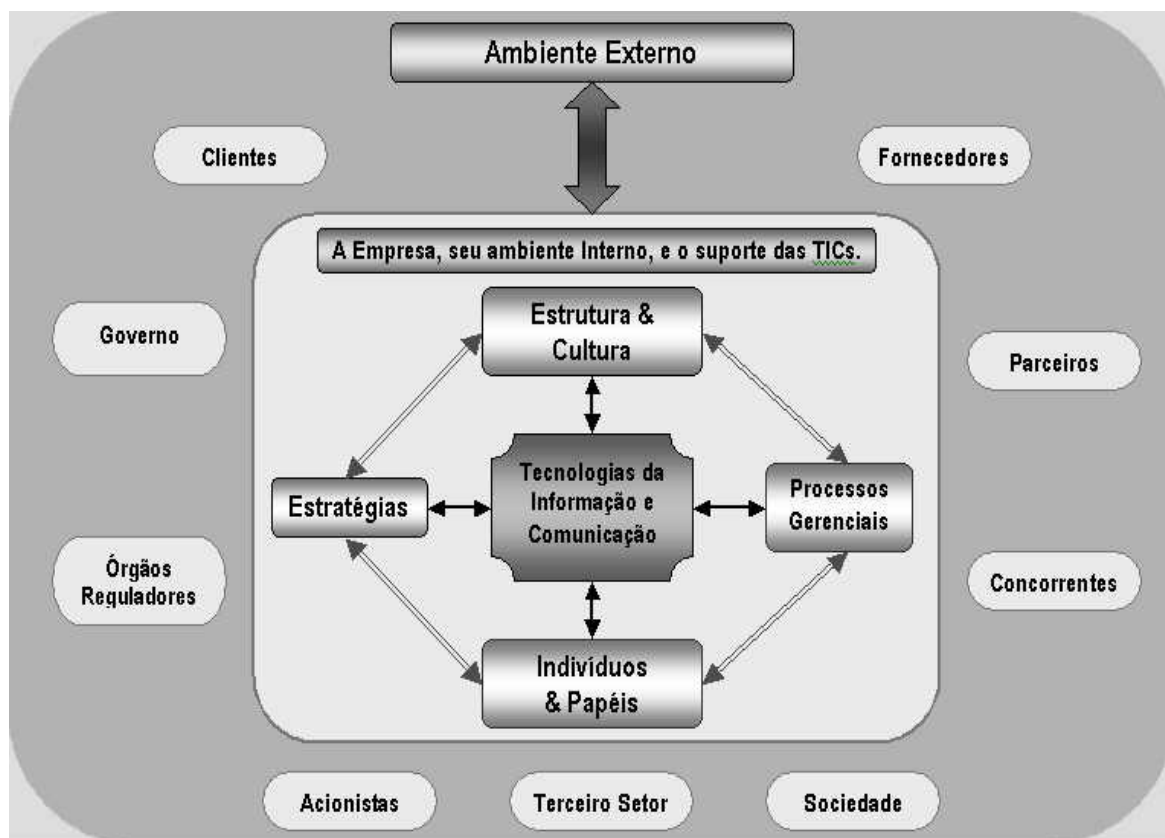 Ambiente Externo
Clientes
Fornecedores
A Empresa, seu ambiente Interno, e o suporte das TICs.
Governo
Estrutura &
Cultura
Parceiros
Estratégias
Tecnologias da
Informação e
Comunicação
Processos
Gerenciais
Órgãos
Reguladores
Concorrentes
Indivíduos
& Papéis
Acionistas
Terceiro Setor
Sociedade